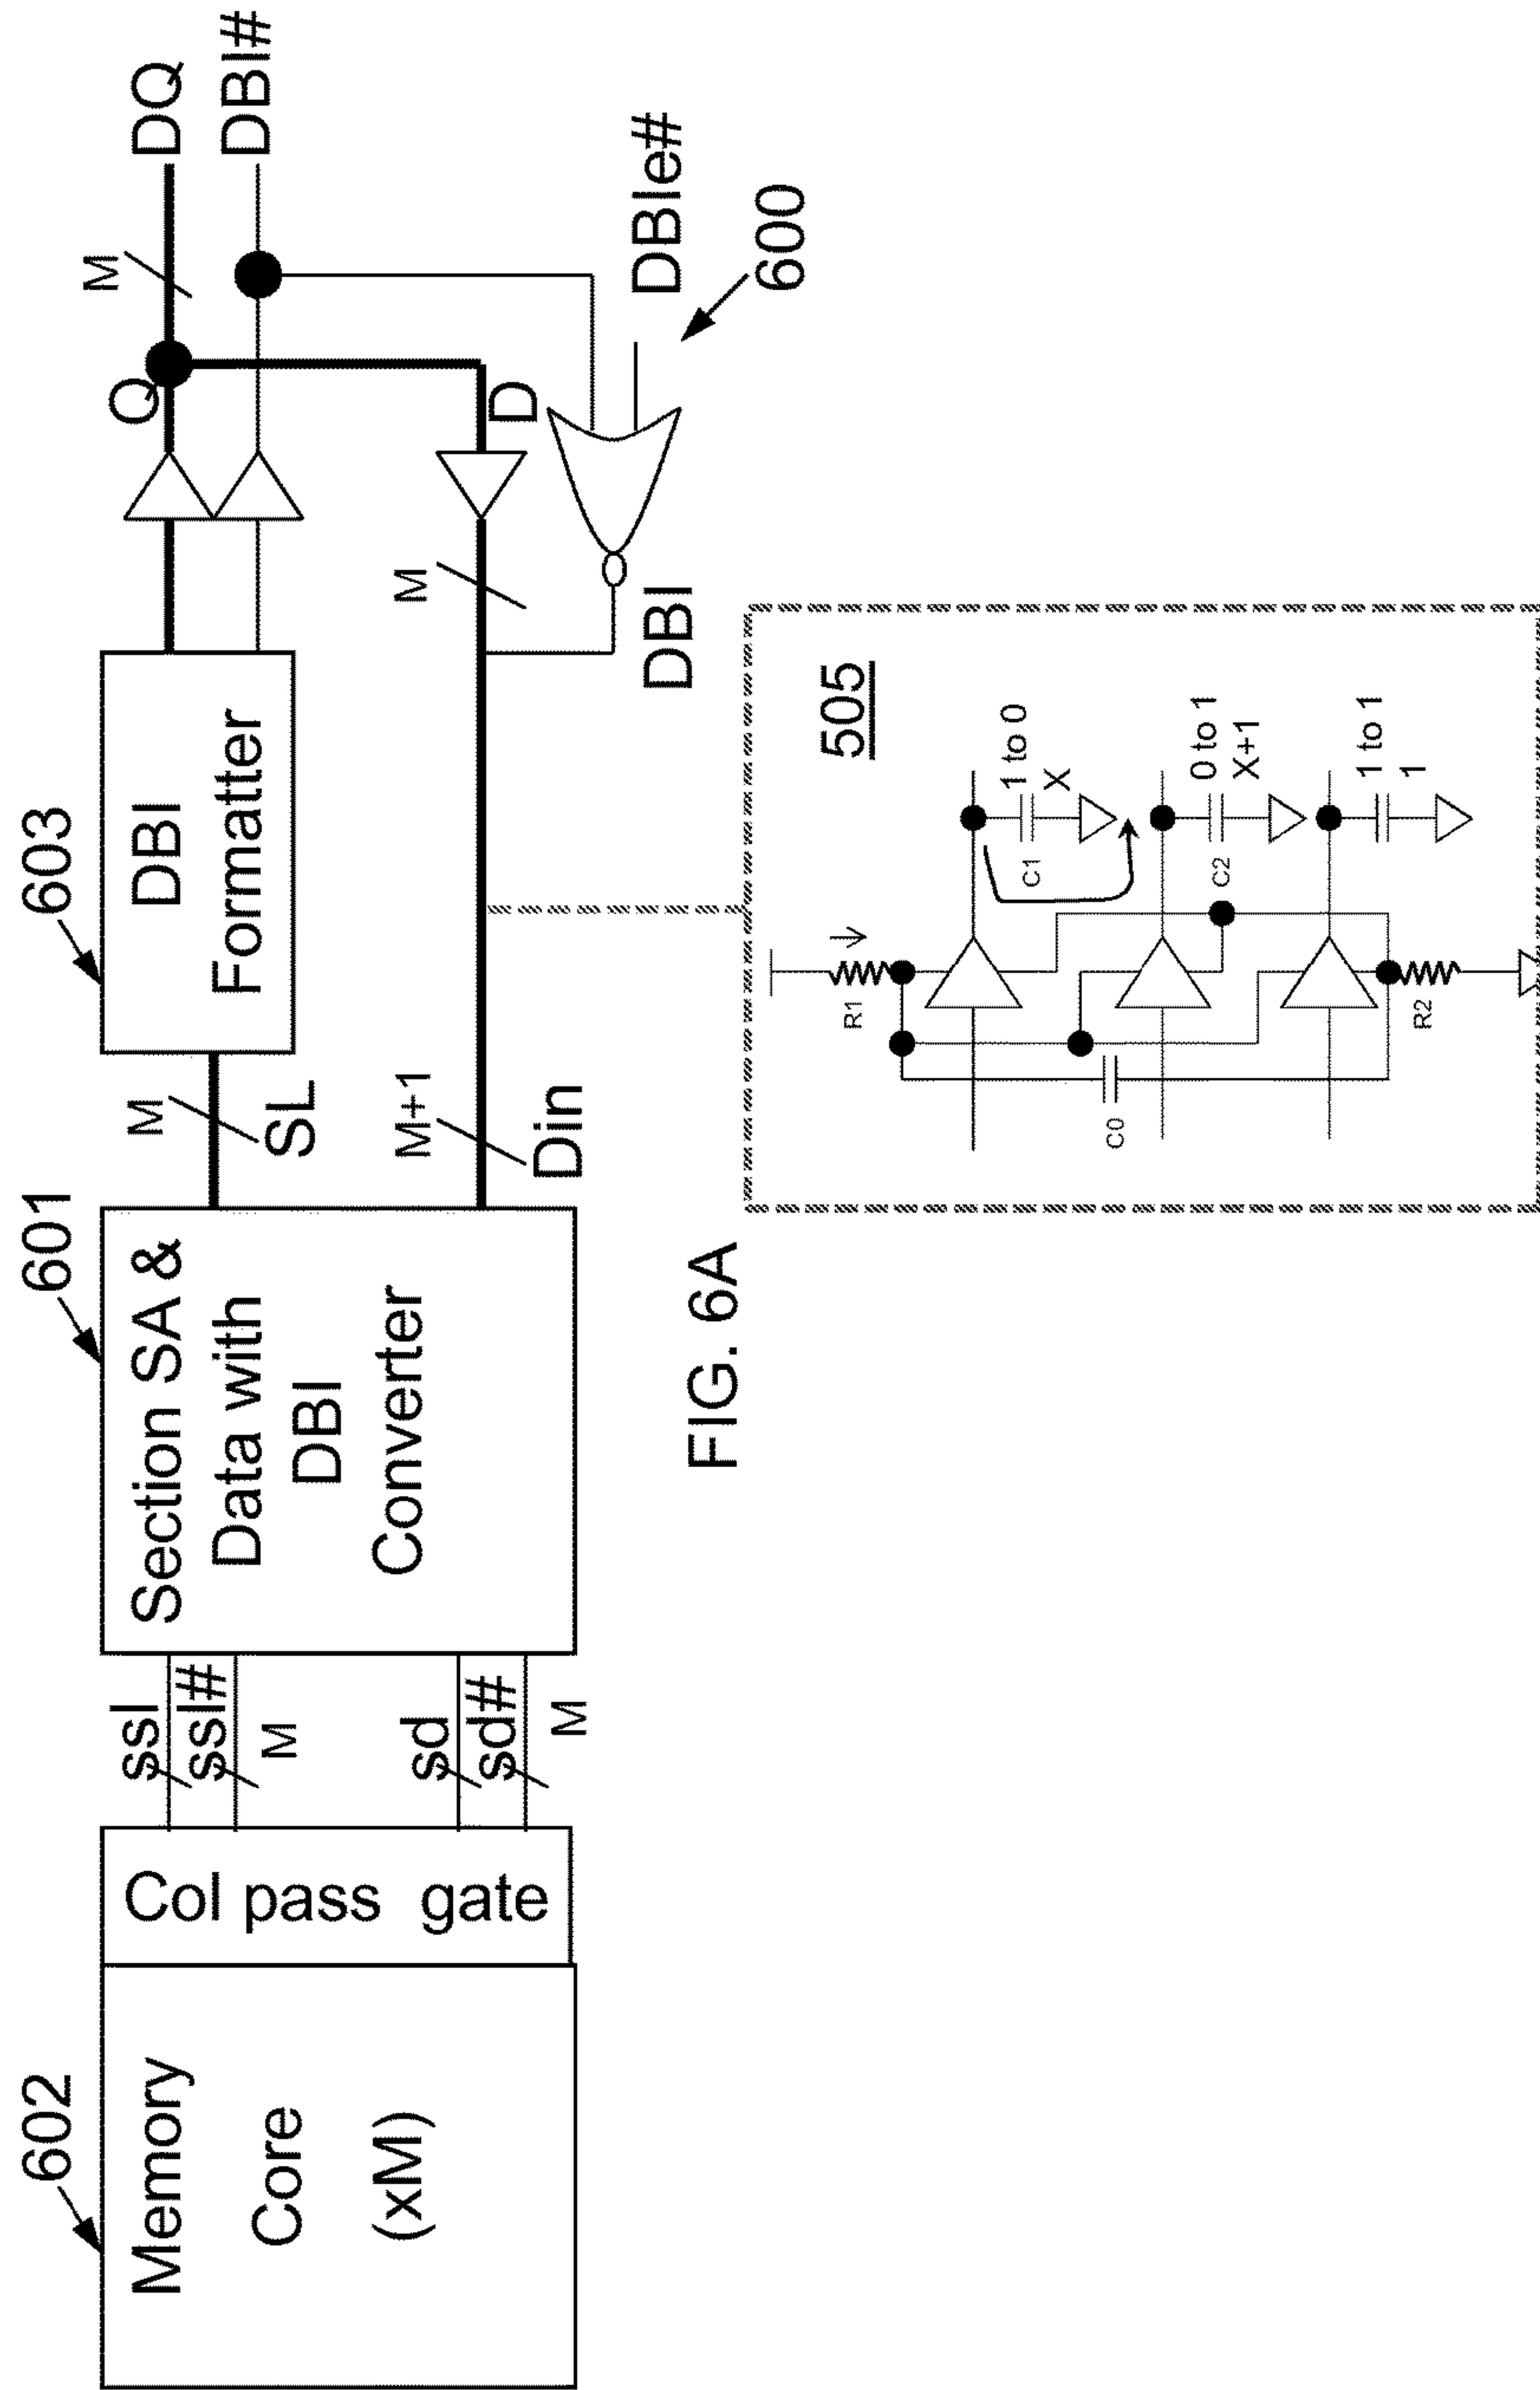 602
Memory
Core
(xM)
Col pass gate
ssl
ssl#
M
sd
sd#
M
601
Section SA &
Data with
DBI
Converter
M
SL
M+1
Din
603
DBI
Formatter
Q
M
DQ
DBI#
D
M
DBI
DBIe#
600
FIG. 6A
505
R1
C1
1 to 0
X
C0
C2
0 to 1
X+1
R2
1 to 1
1